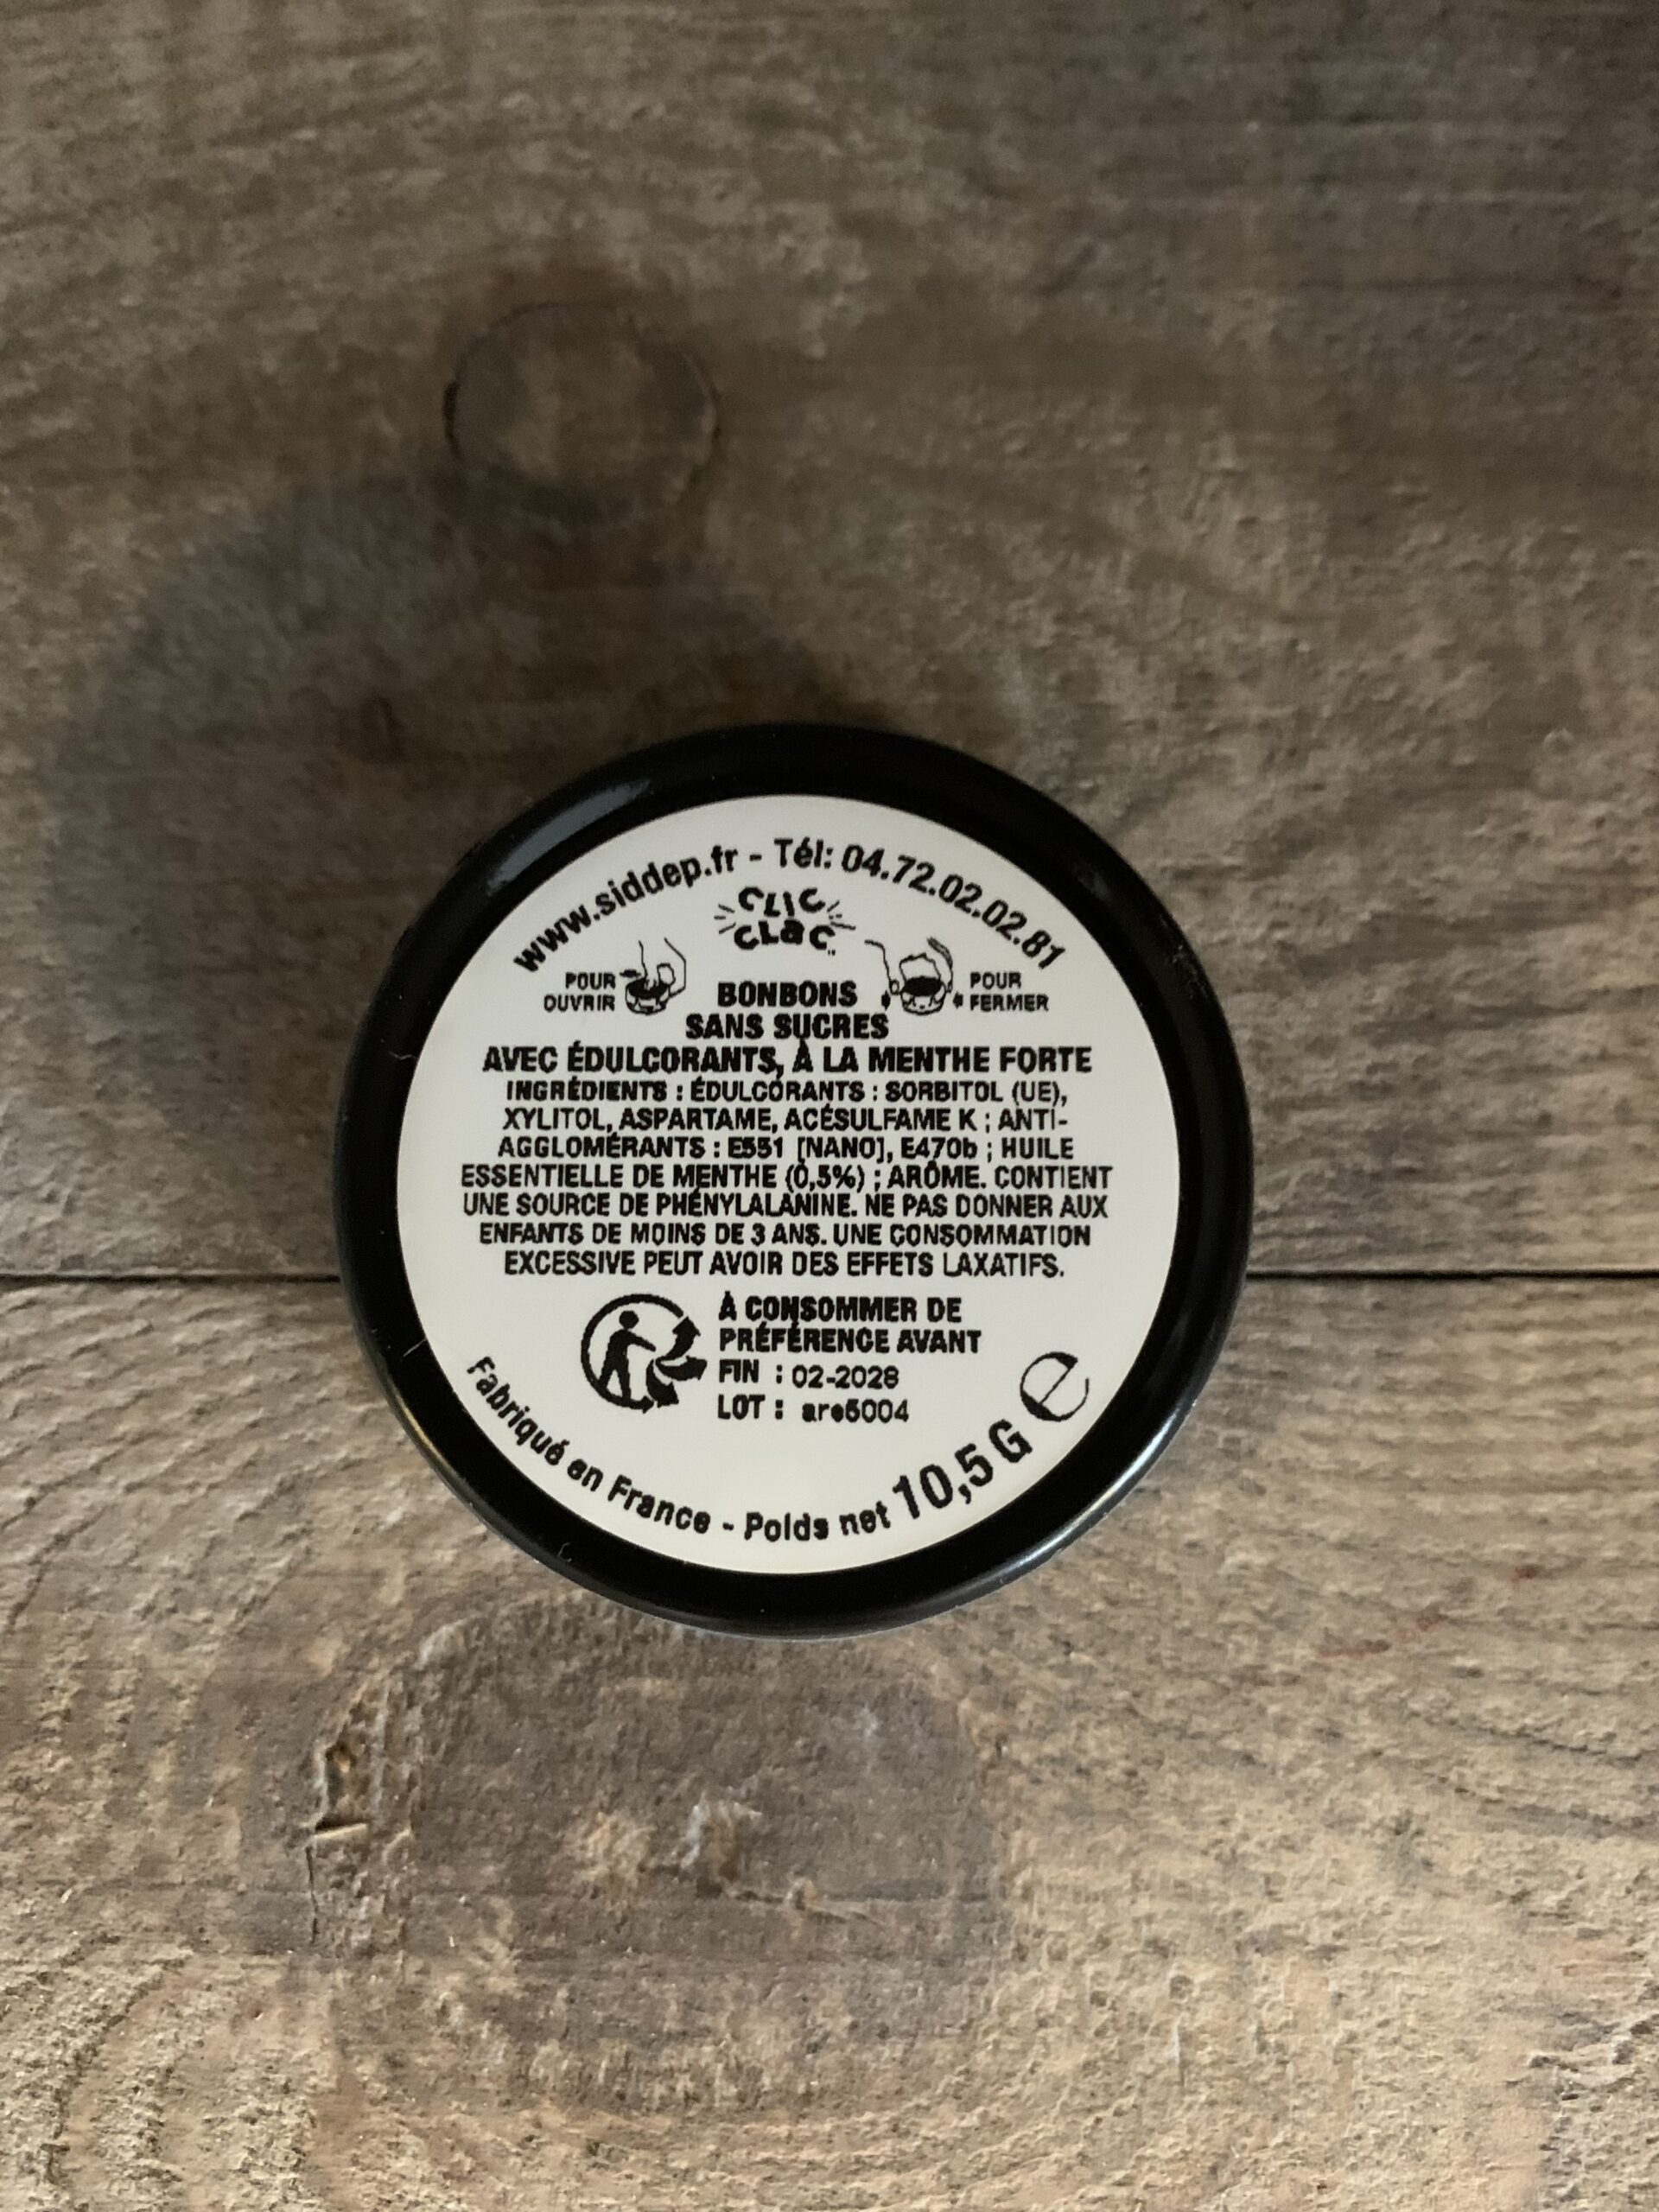 www.siddep.fr - Tél: 04.72.02.02.81
CLIC
CLac
POUR
OUVRIR
POUR
FERMER
BONBONS
SANS SUCRES
AVEC ÉDULCORANTS, À LA MENTHE FORTE
INGRÉDIENTS : ÉDULCORANTS : SORBITOL (UE),
XYLITOL, ASPARTAME, ACÉSULFAME K ; ANTI-
AGGLOMÉRANTS : E551 [NANO], E470b ; HUILE
ESSENTIELLE DE MENTHE (0,5%) ; ARÔME. CONTIENT
UNE SOURCE DE PHÉNYLALANINE. NE PAS DONNER AUX
ENFANTS DE MOINS DE 3 ANS. UNE CONSOMMATION
EXCESSIVE PEUT AVOIR DES EFFETS LAXATIFS.
À CONSOMMER DE
PRÉFÉRENCE AVANT
FIN : 02-2028
LOT : are5004
Fabriqué en France - Poids net 10,5 G e